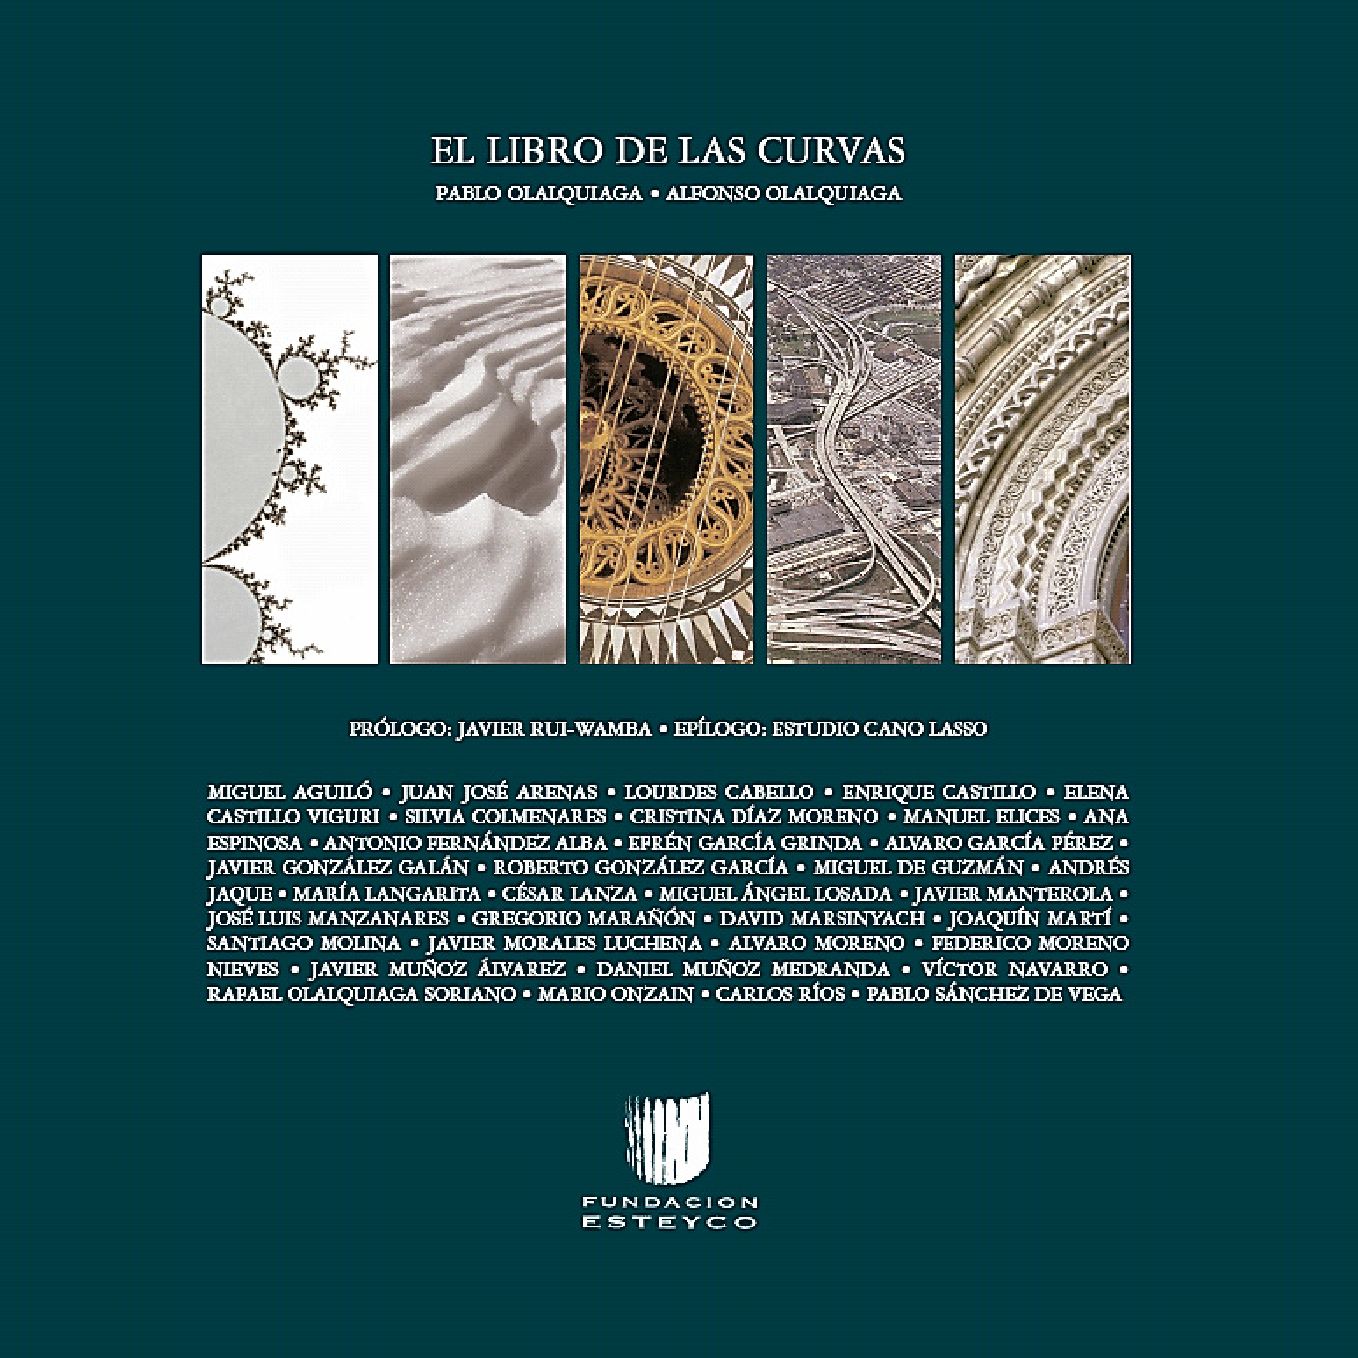 EL LIBRO DE LAS CURVAS
PABLO OLALQUIAGA • ALFONSO OLALQUIAGA
PRÓLOGO: JAVIER RUI-WAMBA • EPÍLOGO: ESTUDIO CANO LASSO
MIGUEL AGUILÓ • JUAN JOSÉ ARENAS • LOURDES CABELLO • ENRIQUE CASTILLO • ELENA
CASTILLO VIGURI • SILVIA COLMENARES • CRISTINA DÍAZ MORENO • MANUEL ELICES • ANA
ESPINOSA • ANTONIO FERNÁNDEZ ALBA • EFRÉN GARCÍA GRINDA • ALVARO GARCÍA PÉREZ •
JAVIER GONZÁLEZ GALÁN • ROBERTO GONZÁLEZ GARCÍA • MIGUEL DE GUZMÁN • ANDRÉS
JAQUE • MARÍA LANGARITA • CÉSAR LANZA • MIGUEL ÁNGEL LOSADA • JAVIER MANTEROLA •
JOSÉ LUIS MANZANARES • GREGORIO MARAÑÓN • DAVID MARSINYACH • JOAQUÍN MARTÍ •
SANTIAGO MOLINA • JAVIER MORALES LUCHENA • ALVARO MORENO • FEDERICO MORENO
NIEVES • JAVIER MUÑOZ ÁLVAREZ • DANIEL MUÑOZ MEDRANDA • VÍCTOR NAVARRO •
RAFAEL OLALQUIAGA SORIANO • MARIO ONZAIN • CARLOS RÍOS • PABLO SÁNCHEZ DE VEGA
FUNDACION
ESTEYCO